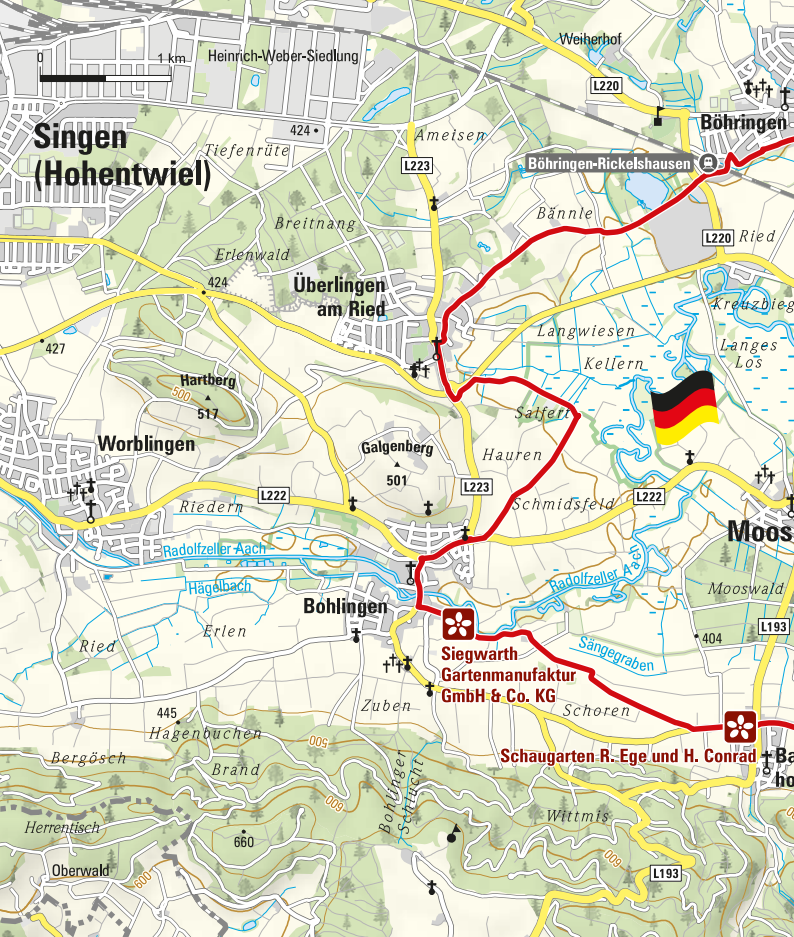 Weiherhof
0 1 km
Heinrich-Weber-Siedlung
L220
Singen
(Hohentwiel)
424
Ameisen
Böhringen
Tiefenrüte
L223
Böhringen-Rickelshausen
Breitnang
Bännle
L220
Ried
Erlenwald
424
Überlingen
am Ried
Kreuzbieg
427
Langwiesen
Langes
Los
Kellern
Hartberg
500
517
Salfert
Worblingen
Galgenberg
501
Hauren
L223
L222
L222
Riedern
Schmidsfeld
Moos
Radolfzeller Aach
Radolfzeller Aach
Hägelbach
Mooswald
Bohlingen
Erlen
L193
404
Ried
Siegwarth
Gartenmanufaktur
GmbH & Co. KG
Sängegraben
Zuben
Schoren
445
Hagenbuchen
500
Bergösch
Brand
Schaugarten R. Ege und H. Conrad
Ba
ho
600
Bohlinger
Schlucht
Wittmis
600
Herrentisch
660
600
Oberwald
600
L193